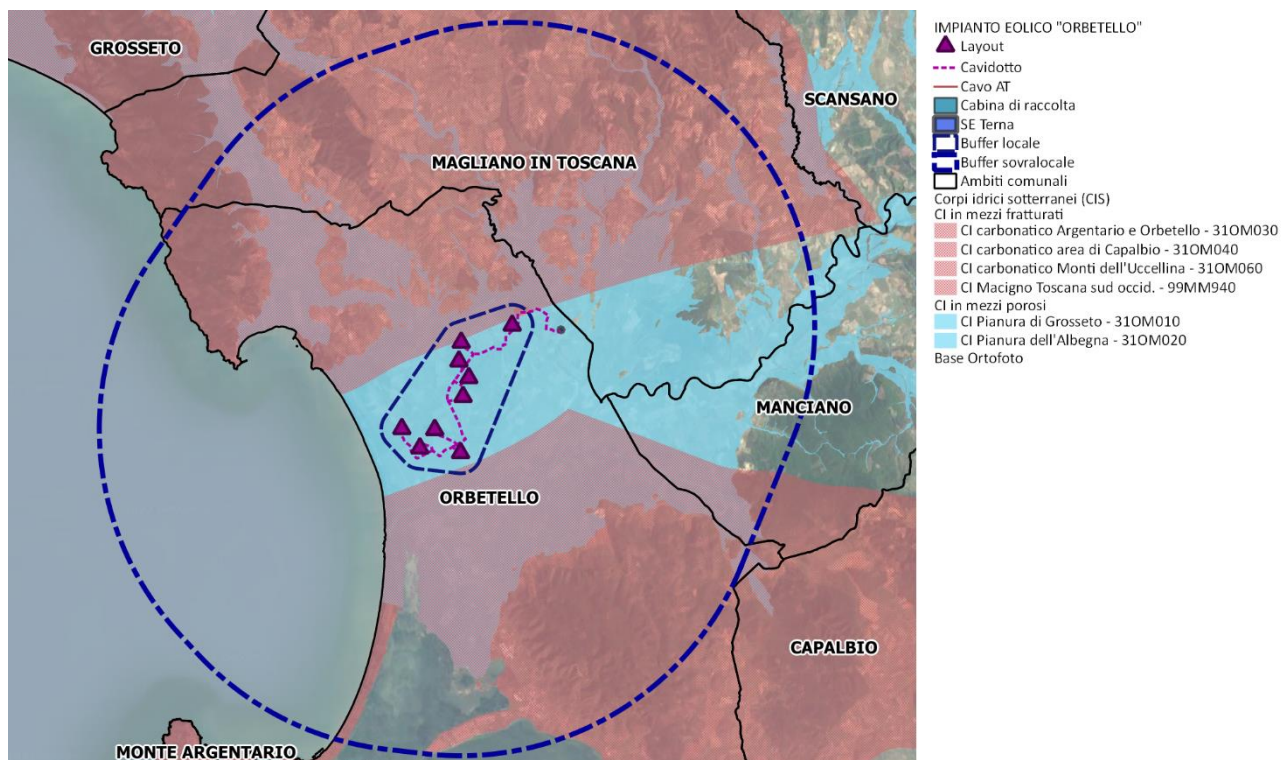 GROSSETO
SCANSANO
MAGLIANO IN TOSCANA
MANCIANO
ORBETELLO
CAPALBIO
MONTE ARGENTARIO
IMPIANTO EOLICO "ORBETELLO"
Layout
Cavidotto
Cavo AT
Cabina di raccolta
SE Terna
Buffer locale
Buffer sovralocale
Ambiti comunali
Corpi idrici sotterranei (CIS)
CI in mezzi fratturati
CI carbonatico Argentario e Orbetello - 31OM030
CI carbonatico area di Capalbio - 31OM040
CI carbonatico Monti dell'Uccellina - 31OM060
CI Macigno Toscana sud occid. - 99MM940
CI in mezzi porosi
CI Pianura di Grosseto - 31OM010
CI Pianura dell'Albegna - 31OM020
Base Ortofoto